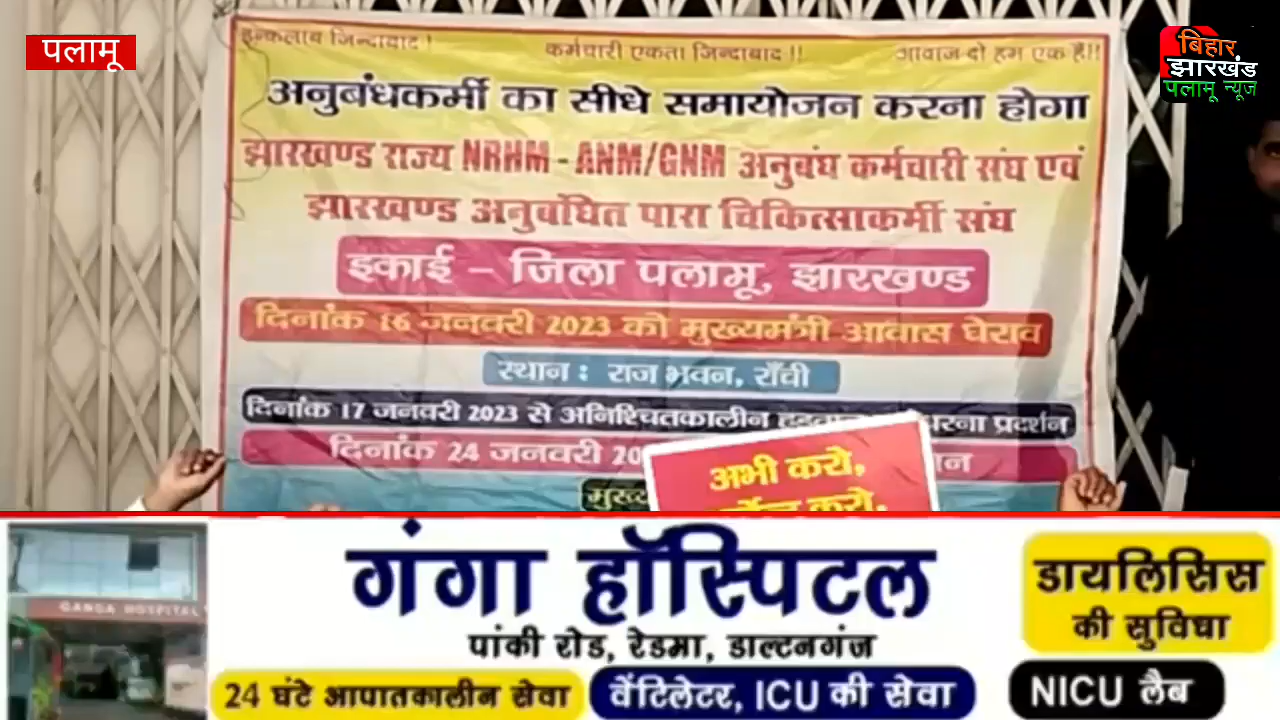 पलामू
बिहार
झारखंड
पलामू न्यूज
इन्कलाब जिन्दाबाद ! कर्मचारी एकता जिन्दाबाद !! आवाज दो हम एक हैं!!
अनुबंधकर्मी का सीधे समायोजन करना होगा
झारखण्ड राज्य NRHM - ANM/GNM अनुबंध कर्मचारी संघ एवं
झारखण्ड अनुबंधित पारा चिकित्साकर्मी संघ
इकाई – जिला पलामू, झारखण्ड
दिनांक 16 जनवरी 2023 को मुख्यमंत्री आवास घेराव
स्थान : राज भवन, राँची
दिनांक 17 जनवरी 2023 से अनिश्चितकालीन प्रदर्शन
दिनांक 24 जनवरी
अभी करो,
करो,
GANGA HOSPITAL
गंगा हॉस्पिटल
पांकी रोड, रेडमा, डाल्टनगंज
24 घंटे आपातकालीन सेवा
वेंटिलेटर, ICU की सेवा
डायलिसिस
की सुविधा
NICU लैब